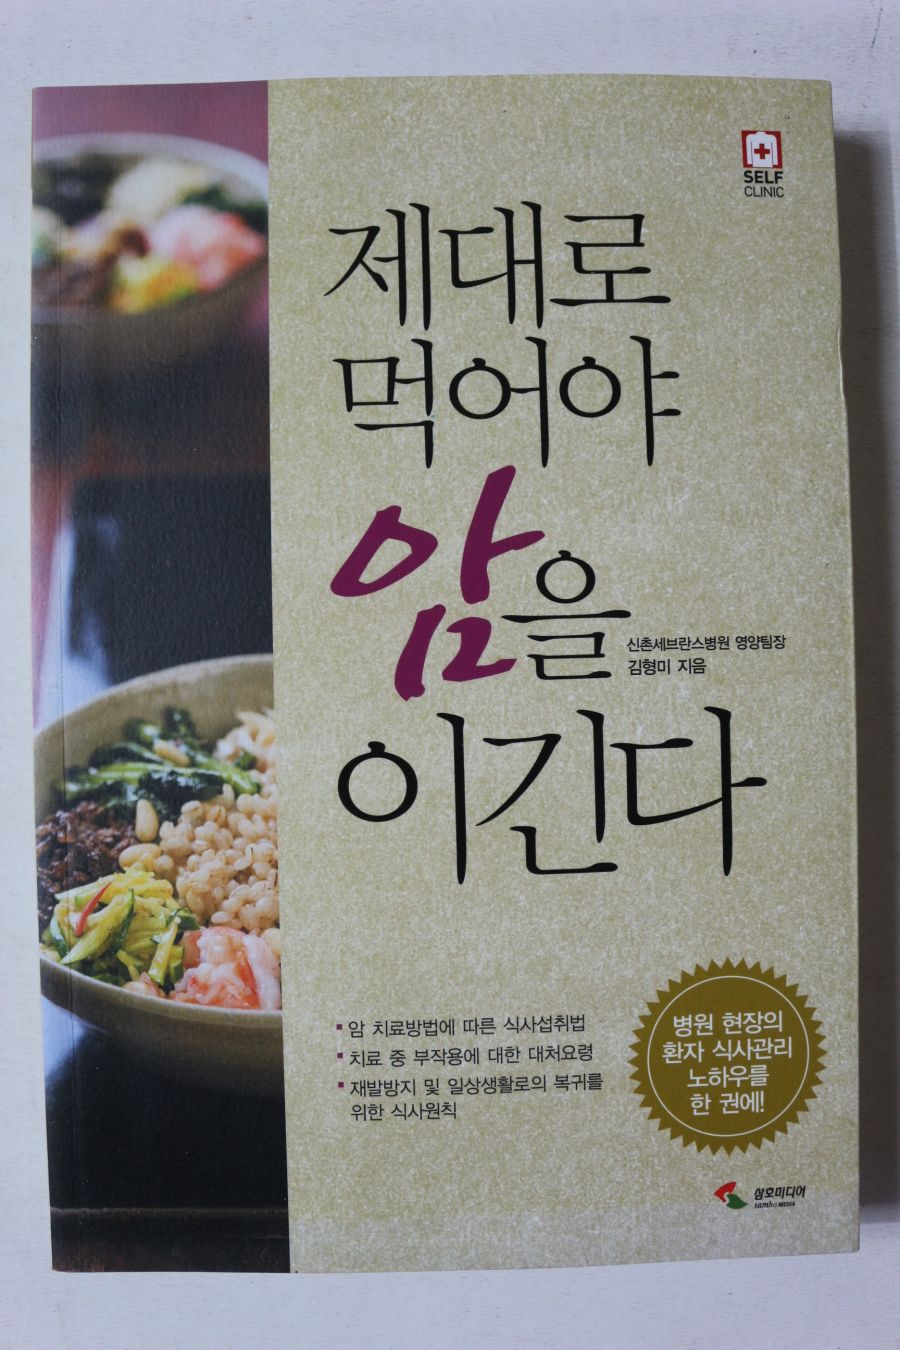 SELF
CLINIC
제대로
먹어야
암을
신촌세브란스병원 영양팀장
김형미 지음
이긴다
암 치료방법에 따른 식사섭취법
치료 중 부작용에 대한 대처요령
재발방지 및 일상생활로의 복귀를
위한 식사원칙
병원 현장의
환자 식사관리
노하우를
한 권에!
삼호미디어
samho MEDIA